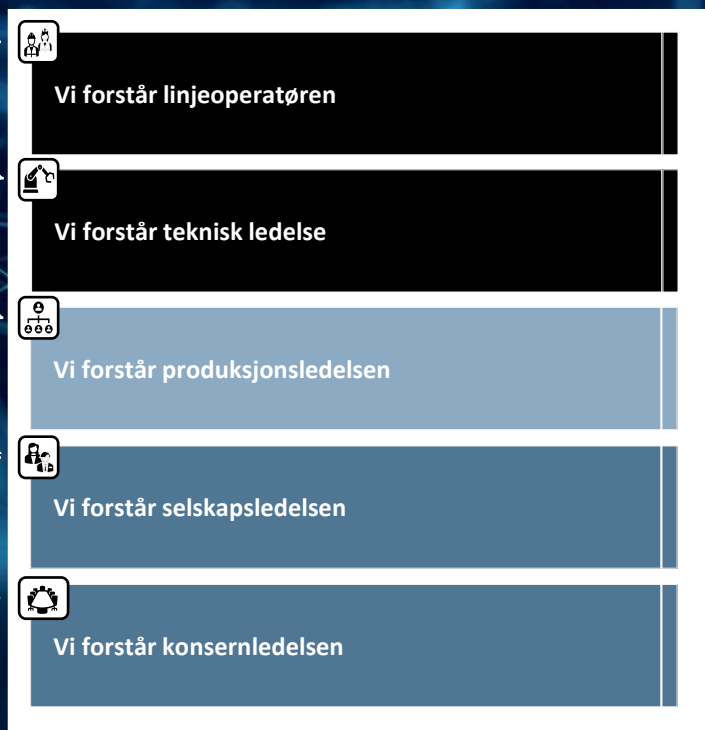 Vi forstår linjeoperatøren
Vi forstår teknisk ledelse
Vi forstår produksjonsledelsen
Vi forstår selskapsledelsen
Vi forstår konsernledelsen